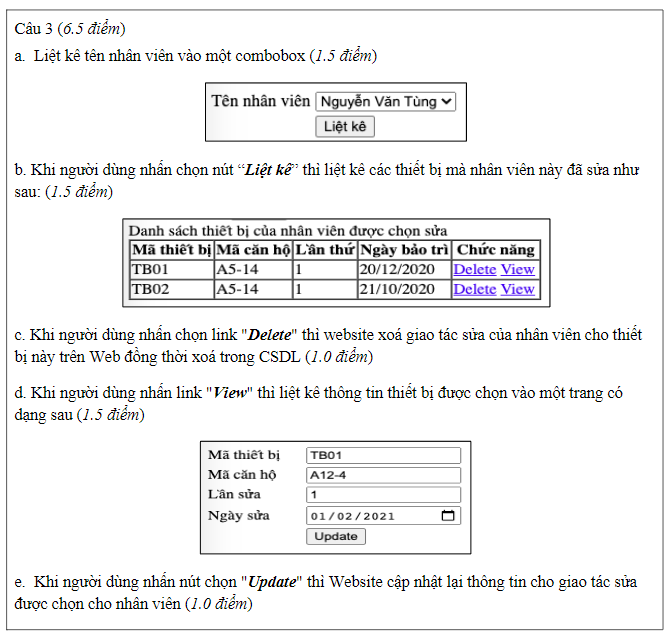 Câu 3 (6.5 điểm)
a. Liệt kê tên nhân viên vào một combobox (1.5 điểm)
Tên nhân viên Nguyễn Văn Tùng
Liệt kê
b. Khi người dùng nhấn chọn nút “Liệt kê” thì liệt kê các thiết bị mà nhân viên này đã sửa như
sau: (1.5 điểm)
Danh sách thiết bị của nhân viên được chọn sửa
Mã thiết bị Mã căn hộ Lần thứ Ngày bảo trì Chức năng
TB01 A5-14 1 20/12/2020 Delete View
TB02 A5-14 1 21/10/2020 Delete View
c. Khi người dùng nhấn chọn link "Delete" thì website xoá giao tác sửa của nhân viên cho thiết
bị này trên Web đồng thời xoá trong CSDL (1.0 điểm)
d. Khi người dùng nhấn link "View" thì liệt kê thông tin thiết bị được chọn vào một trang có
dạng sau (1.5 điểm)
Mã thiết bị TB01
Mã căn hộ A12-4
Lần sửa 1
Ngày sửa 01/02/2021
Update
e. Khi người dùng nhấn nút chọn "Update" thì Website cập nhật lại thông tin cho giao tác sửa
được chọn cho nhân viên (1.0 điểm)